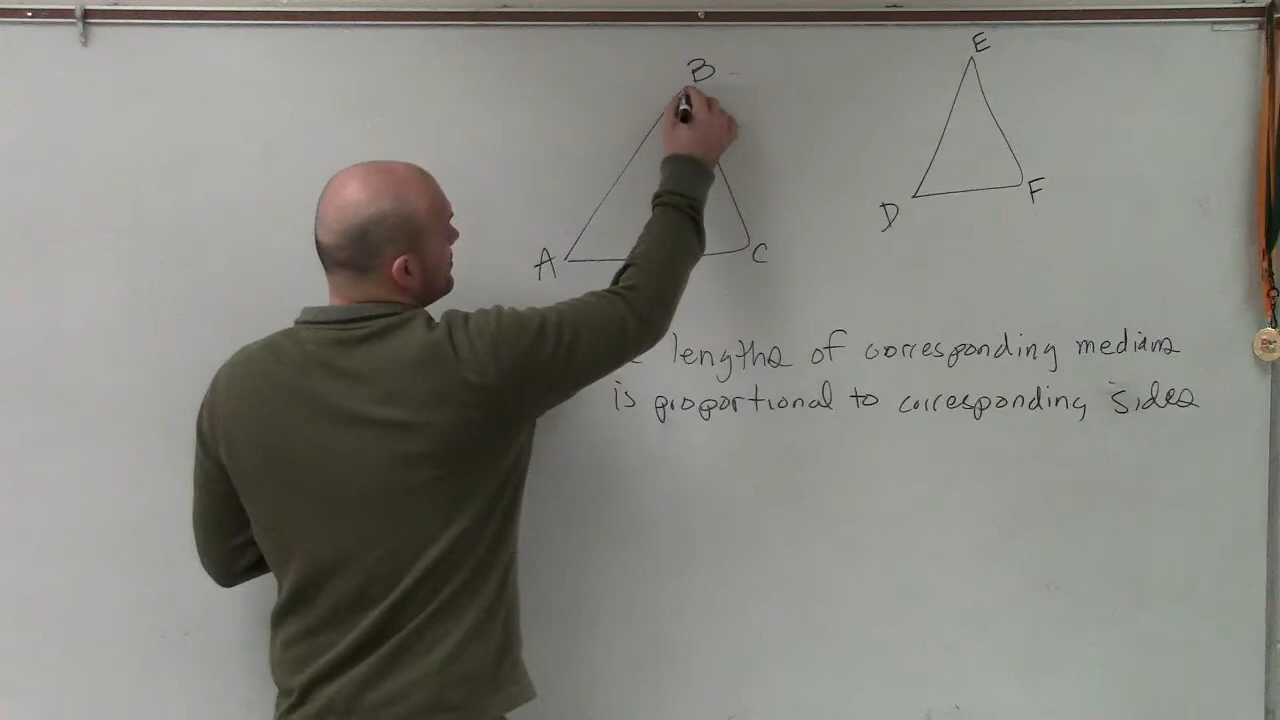 B
E
A
C
D
F
lengths of corresponding medians
is proportional to corresponding sides